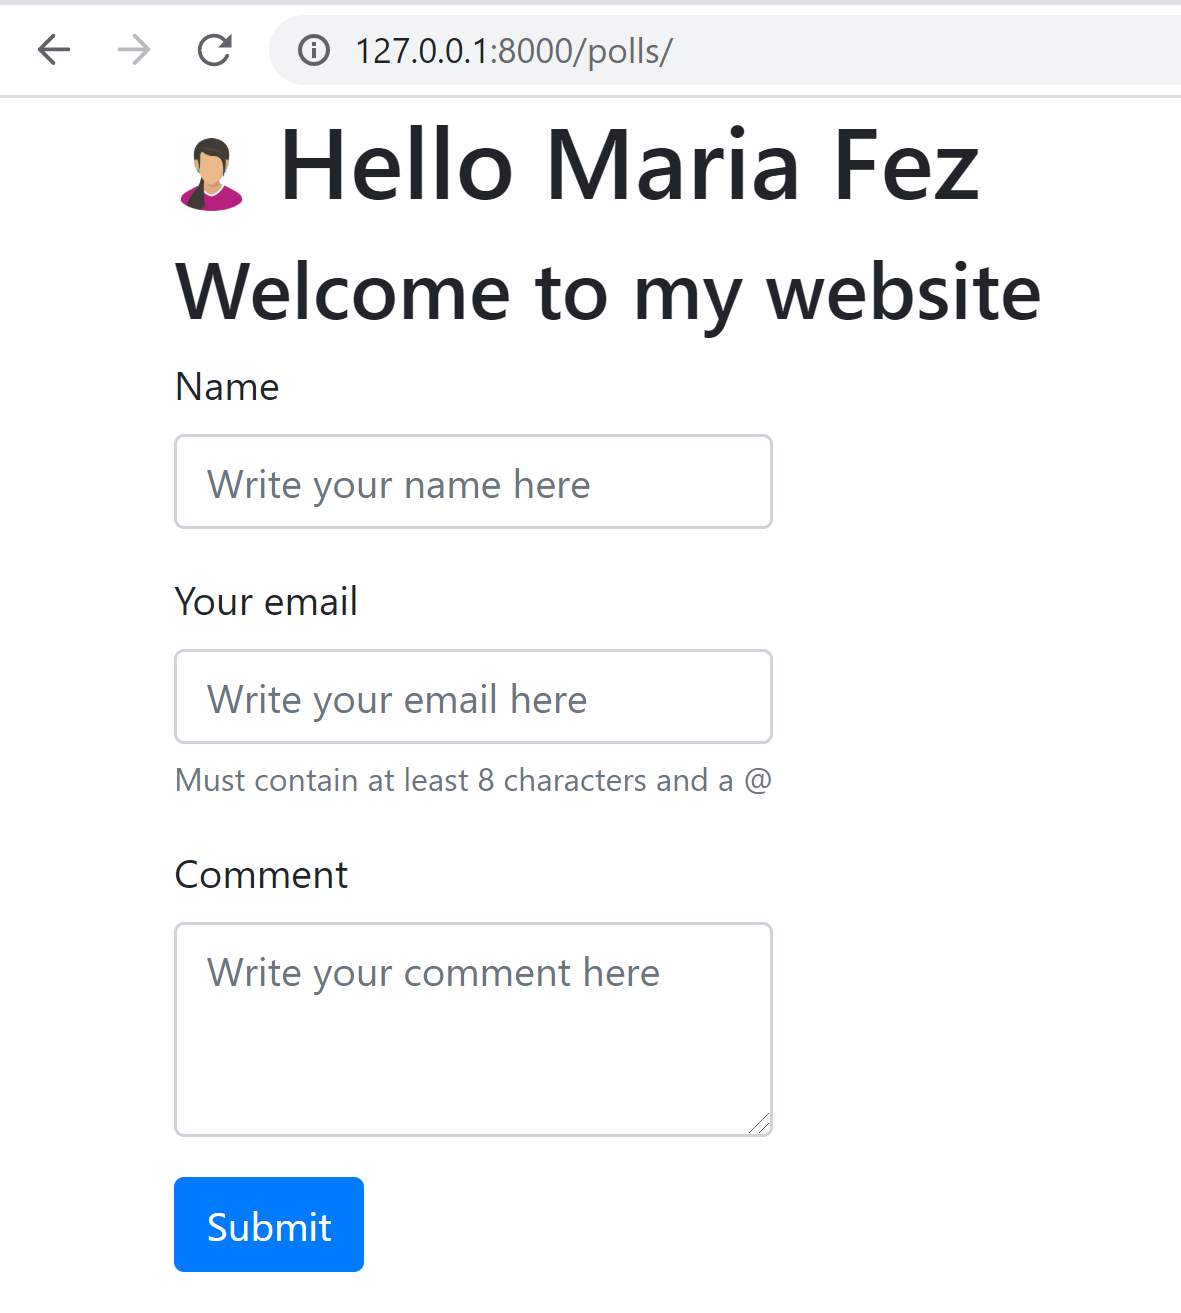 127.0.0.1:8000/polls/
Hello Maria Fez
Welcome to my website
Name
Write your name here
Your email
Write your email here
Must contain at least 8 characters and a @
Comment
Write your comment here
Submit